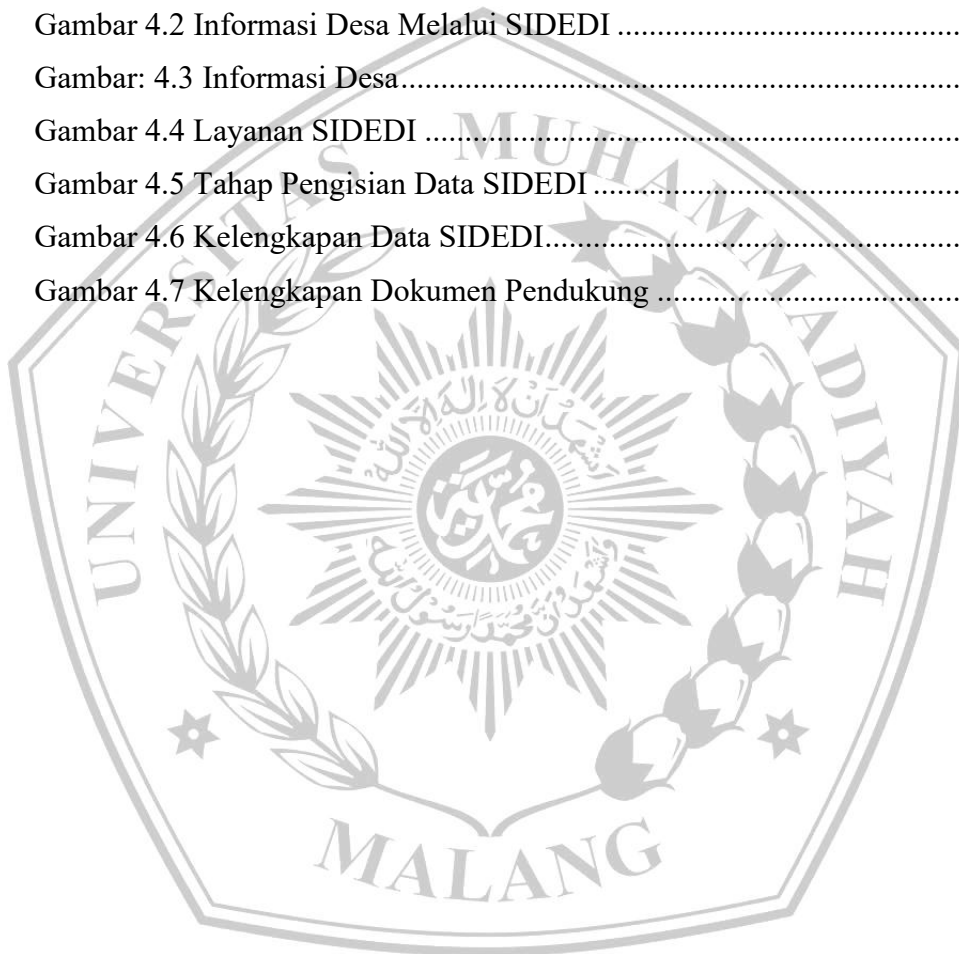 Gambar 4.2 Informasi Desa Melalui SIDEDI ..........................................
Gambar: 4.3 Informasi Desa......................................................................
Gambar 4.4 Layanan SIDEDI ..................................................................
Gambar 4.5 Tahap Pengisian Data SIDEDI .............................................
Gambar 4.6 Kelengkapan Data SIDEDI...................................................
Gambar 4.7 Kelengkapan Dokumen Pendukung .....................................
UNIVERSITAS MUHAMMADIYAH
MALANG